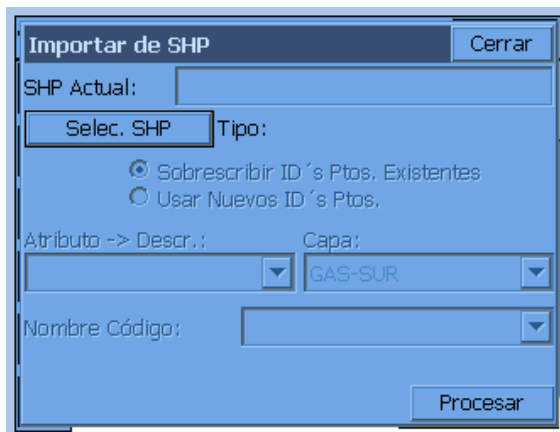 Importar de SHP Cerrar
SHP Actual:
Selec. SHP Tipo:
Sobrescribir ID´s Ptos. Existentes
Usar Nuevos ID´s Ptos.
Atributo -> Descr.: Capa:
GAS-SUR
Nombre Código:
Procesar